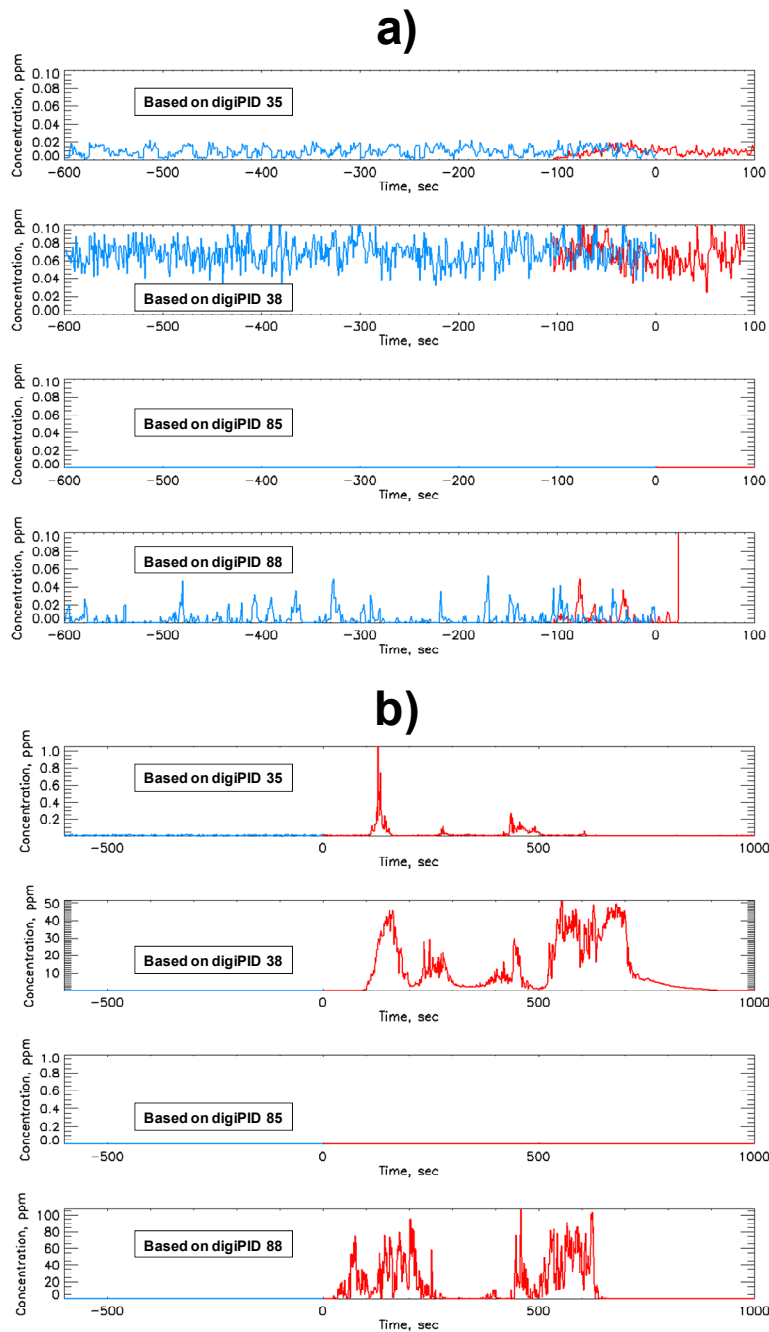 a)
Concentration, ppm
0.10
0.08
0.06
0.04
0.02
0.00
Based on digiPID 35
−600 −500 −400 −300 −200 −100 0 100
Time, sec
Concentration, ppm
0.10
0.08
0.06
0.04
0.02
0.00
Based on digiPID 38
−600 −500 −400 −300 −200 −100 0 100
Time, sec
Concentration, ppm
0.10
0.08
0.06
0.04
0.02
0.00
Based on digiPID 85
−600 −500 −400 −300 −200 −100 0 100
Time, sec
Concentration, ppm
0.10
0.08
0.06
0.04
0.02
0.00
Based on digiPID 88
−600 −500 −400 −300 −200 −100 0 100
Time, sec
b)
Concentration, ppm
1.0
0.8
0.6
0.4
0.2
Based on digiPID 35
−500 0 500 1000
Time, sec
Concentration, ppm
50
40
30
20
10
Based on digiPID 38
−500 0 500 1000
Time, sec
Concentration, ppm
1.0
0.8
0.6
0.4
0.2
0.0
Based on digiPID 85
−500 0 500 1000
Time, sec
Concentration, ppm
100
80
60
40
20
0
Based on digiPID 88
−500 0 500 1000
Time, sec